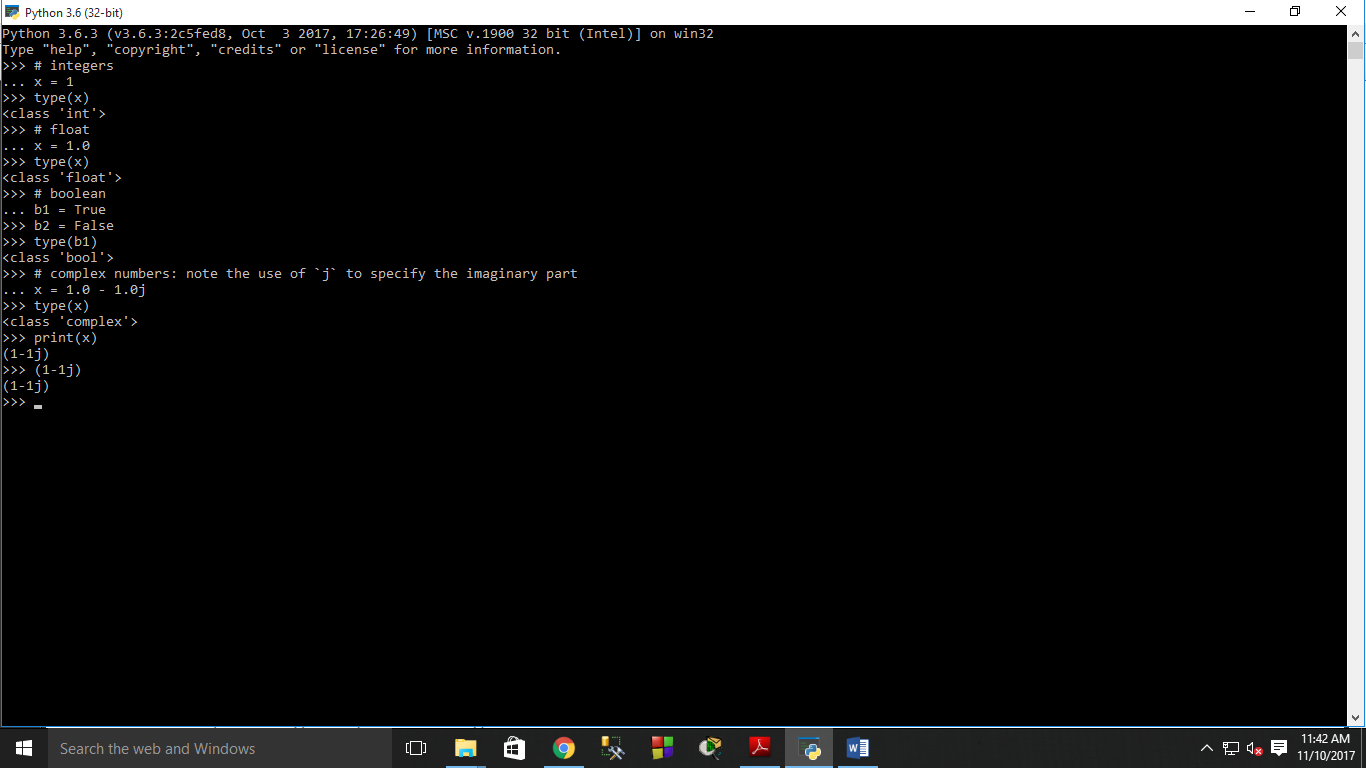 Python 3.6 (32-bit)
Python 3.6.3 (v3.6.3:2c5fed8, Oct  3 2017, 17:26:49) [MSC v.1900 32 bit (Intel)] on win32
Type "help", "copyright", "credits" or "license" for more information.
>>> # integers
... x = 1
>>> type(x)
<class 'int'>
>>> # float
... x = 1.0
>>> type(x)
<class 'float'>
>>> # boolean
... b1 = True
>>> b2 = False
>>> type(b1)
<class 'bool'>
>>> # complex numbers: note the use of `j` to specify the imaginary part
... x = 1.0 - 1.0j
>>> type(x)
<class 'complex'>
>>> print(x)
(1-1j)
>>> (1-1j)
(1-1j)
>>>
Search the web and Windows
11:42 AM
11/10/2017